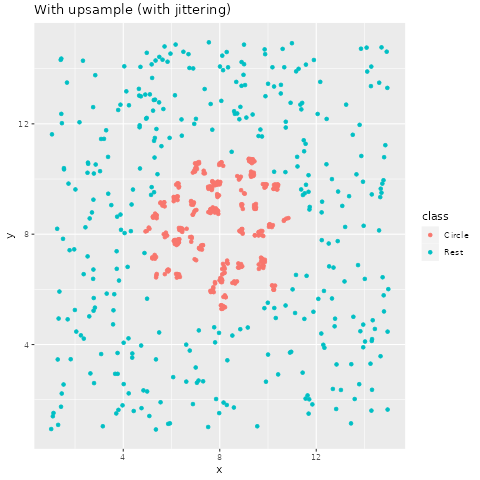 With upsample (with jittering)
12
8
4
y
4
8
12
x
class
Circle
Rest